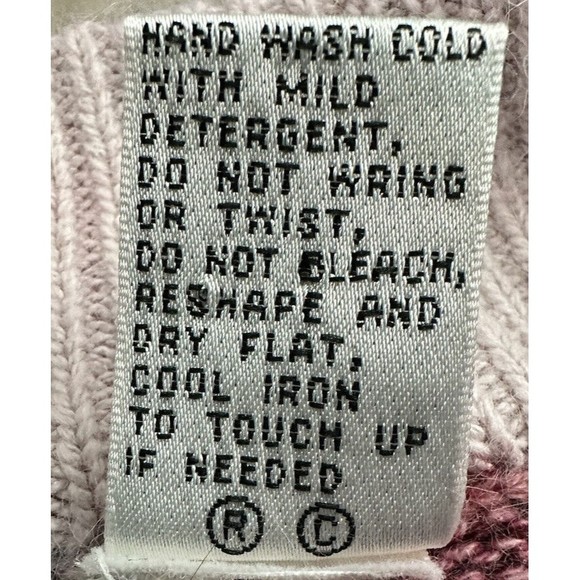 HAND WASH COLD
WITH MILD
DETERGENT,
DO NOT WRING
OR TWIST,
DO NOT BLEACH,
RESHAPE AND
DRY FLAT,
COOL IRON
TO TOUCH UP
IF NEEDED
Ⓡ Ⓒ